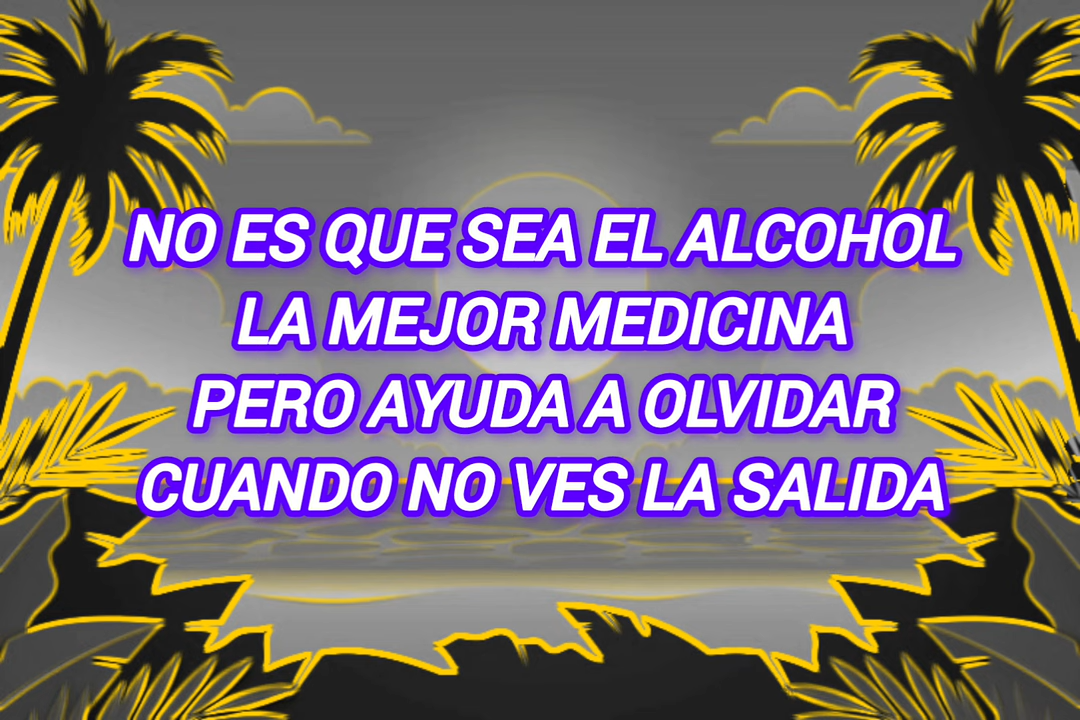 NO ES QUE SEA EL ALCOHOL
LA MEJOR MEDICINA
PERO AYUDA A OLVIDAR
CUANDO NO VES LA SALIDA